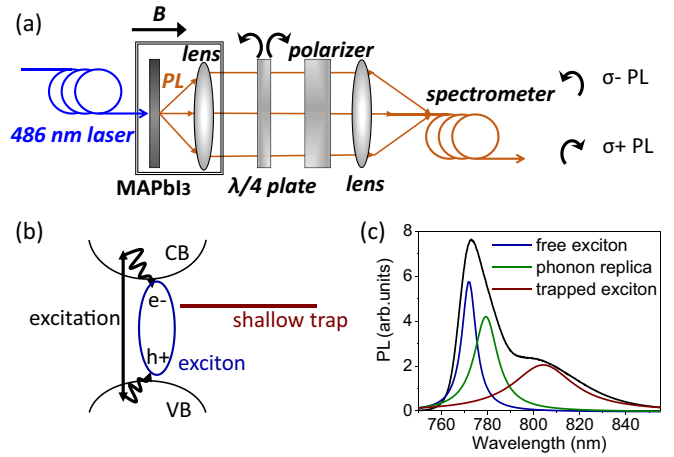 (a)
B
lens
polarizer
PL
spectrometer
σ- PL
486 nm laser
σ+ PL
MAPbI3
λ/4 plate
lens
(b)
CB
e-
excitation
shallow trap
h+
exciton
VB
(c)
8
6
4
2
0
PL (arb.units)
free exciton
phonon replica
trapped exciton
760 780 800 820 840
Wavelength (nm)